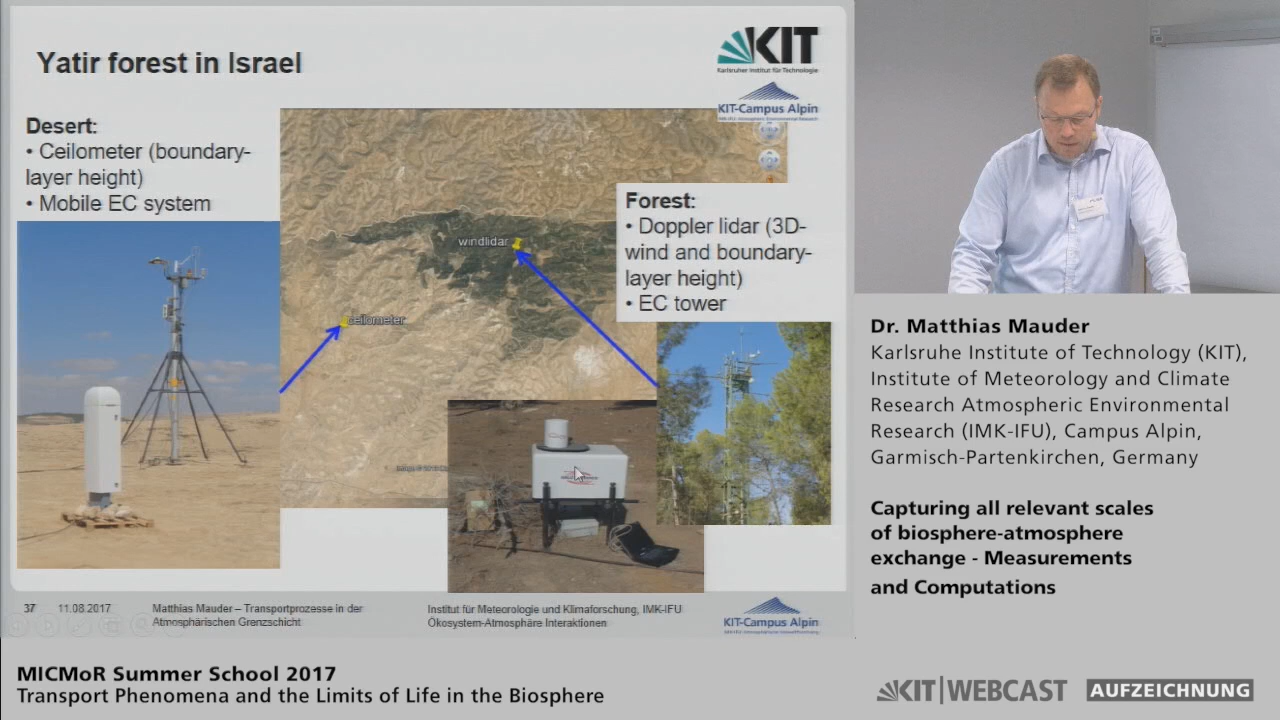 Yatir forest in Israel
KIT
Karlsruher Institut für Technologie
KIT-Campus Alpin
Desert:
• Ceilometer (boundary-
layer height)
• Mobile EC system
windlidar
ceilometer
Forest:
• Doppler lidar (3D-
wind and boundary-
layer height)
• EC tower
37
11.08.2017
Matthias Mauder – Transportprozesse in der
Atmosphärischen Grenzschicht
Institut für Meteorologie und Klimaforschung, IMK-IFU
Ökosystem-Atmosphäre Interaktionen
KIT-Campus Alpin
Dr. Matthias Mauder
Karlsruhe Institute of Technology (KIT),
Institute of Meteorology and Climate
Research Atmospheric Environmental
Research (IMK-IFU), Campus Alpin,
Garmisch-Partenkirchen, Germany
Capturing all relevant scales
of biosphere-atmosphere
exchange - Measurements
and Computations
MICMoR Summer School 2017
Transport Phenomena and the Limits of Life in the Biosphere
KIT|WEBCAST
AUFZEICHNUNG